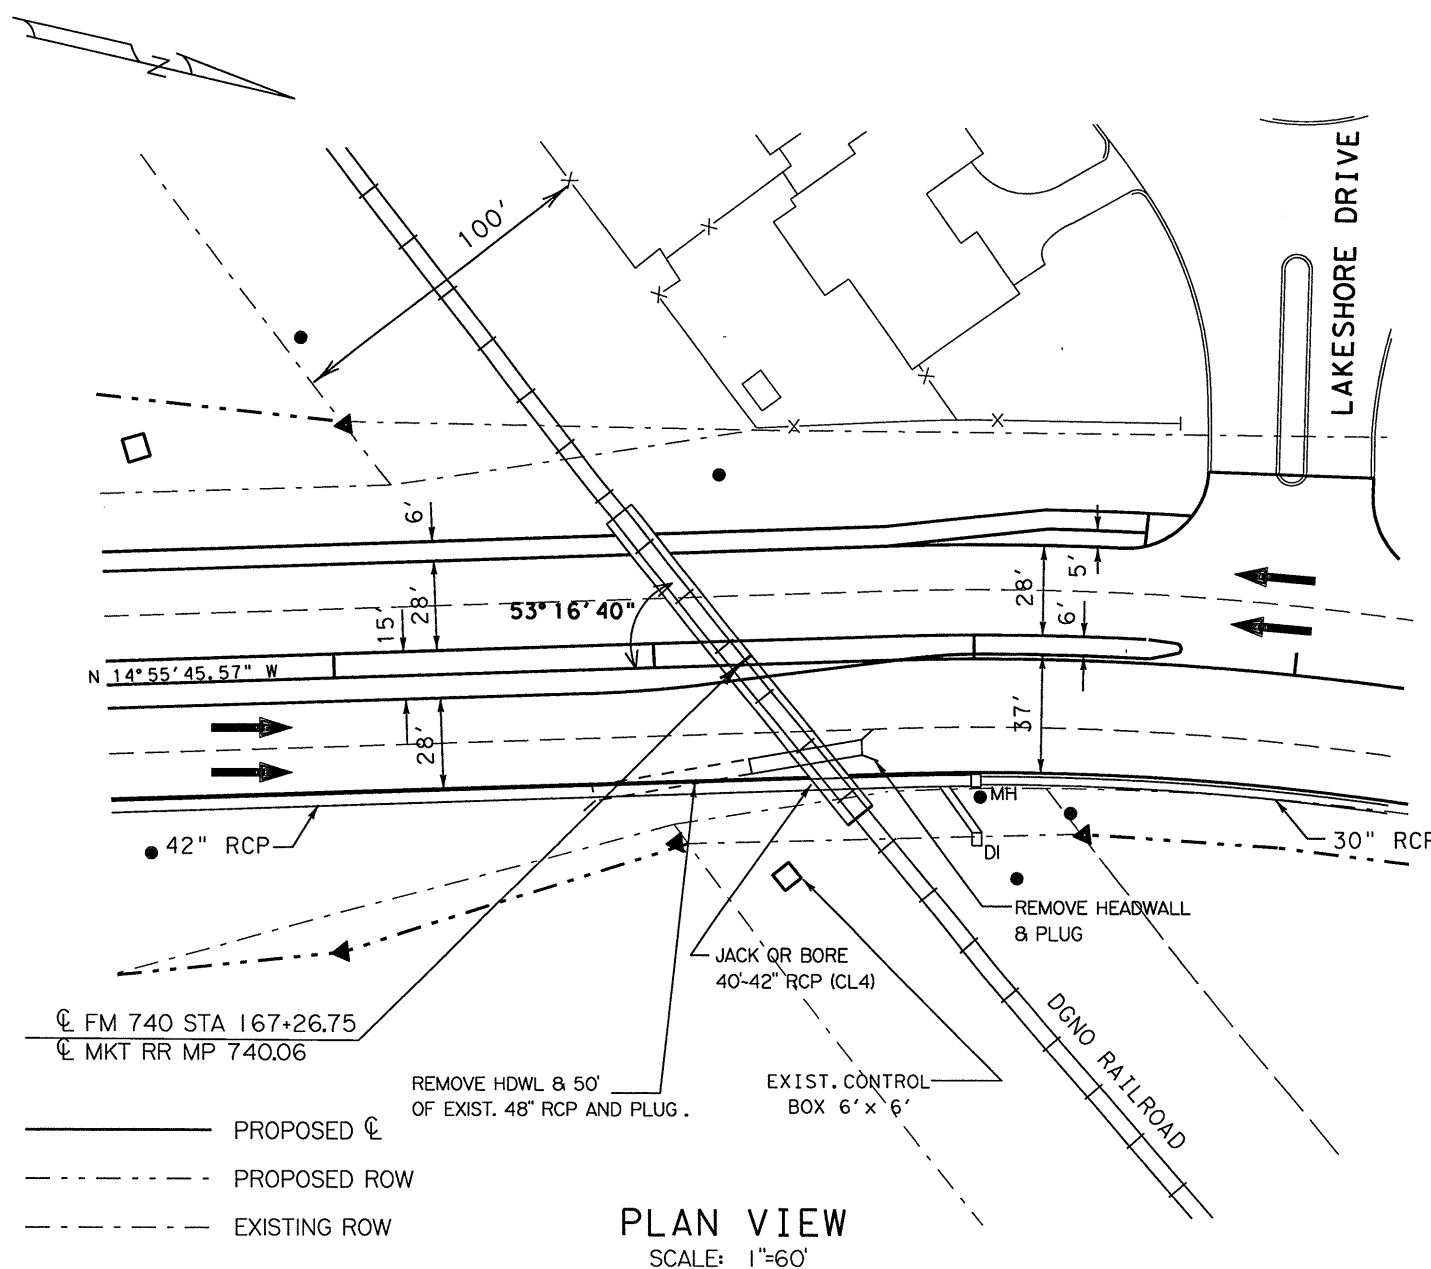 N
100'
LAKESHORE DRIVE
6'
28'
15'
53°16'40"
28'
5'
6'
N 14°55'45.57" W
28'
37'
MH
42" RCP
30" RCP
DI
REMOVE HEADWALL
& PLUG
JACK OR BORE
40'-42" RCP (CL4)
℄ FM 740 STA 167+26.75
℄ MKT RR MP 740.06
DGNO RAILROAD
REMOVE HDWL & 50'
OF EXIST. 48" RCP AND PLUG.
EXIST. CONTROL
BOX 6' x 6'
PROPOSED ℄
PROPOSED ROW
EXISTING ROW
PLAN VIEW
SCALE: 1"=60'